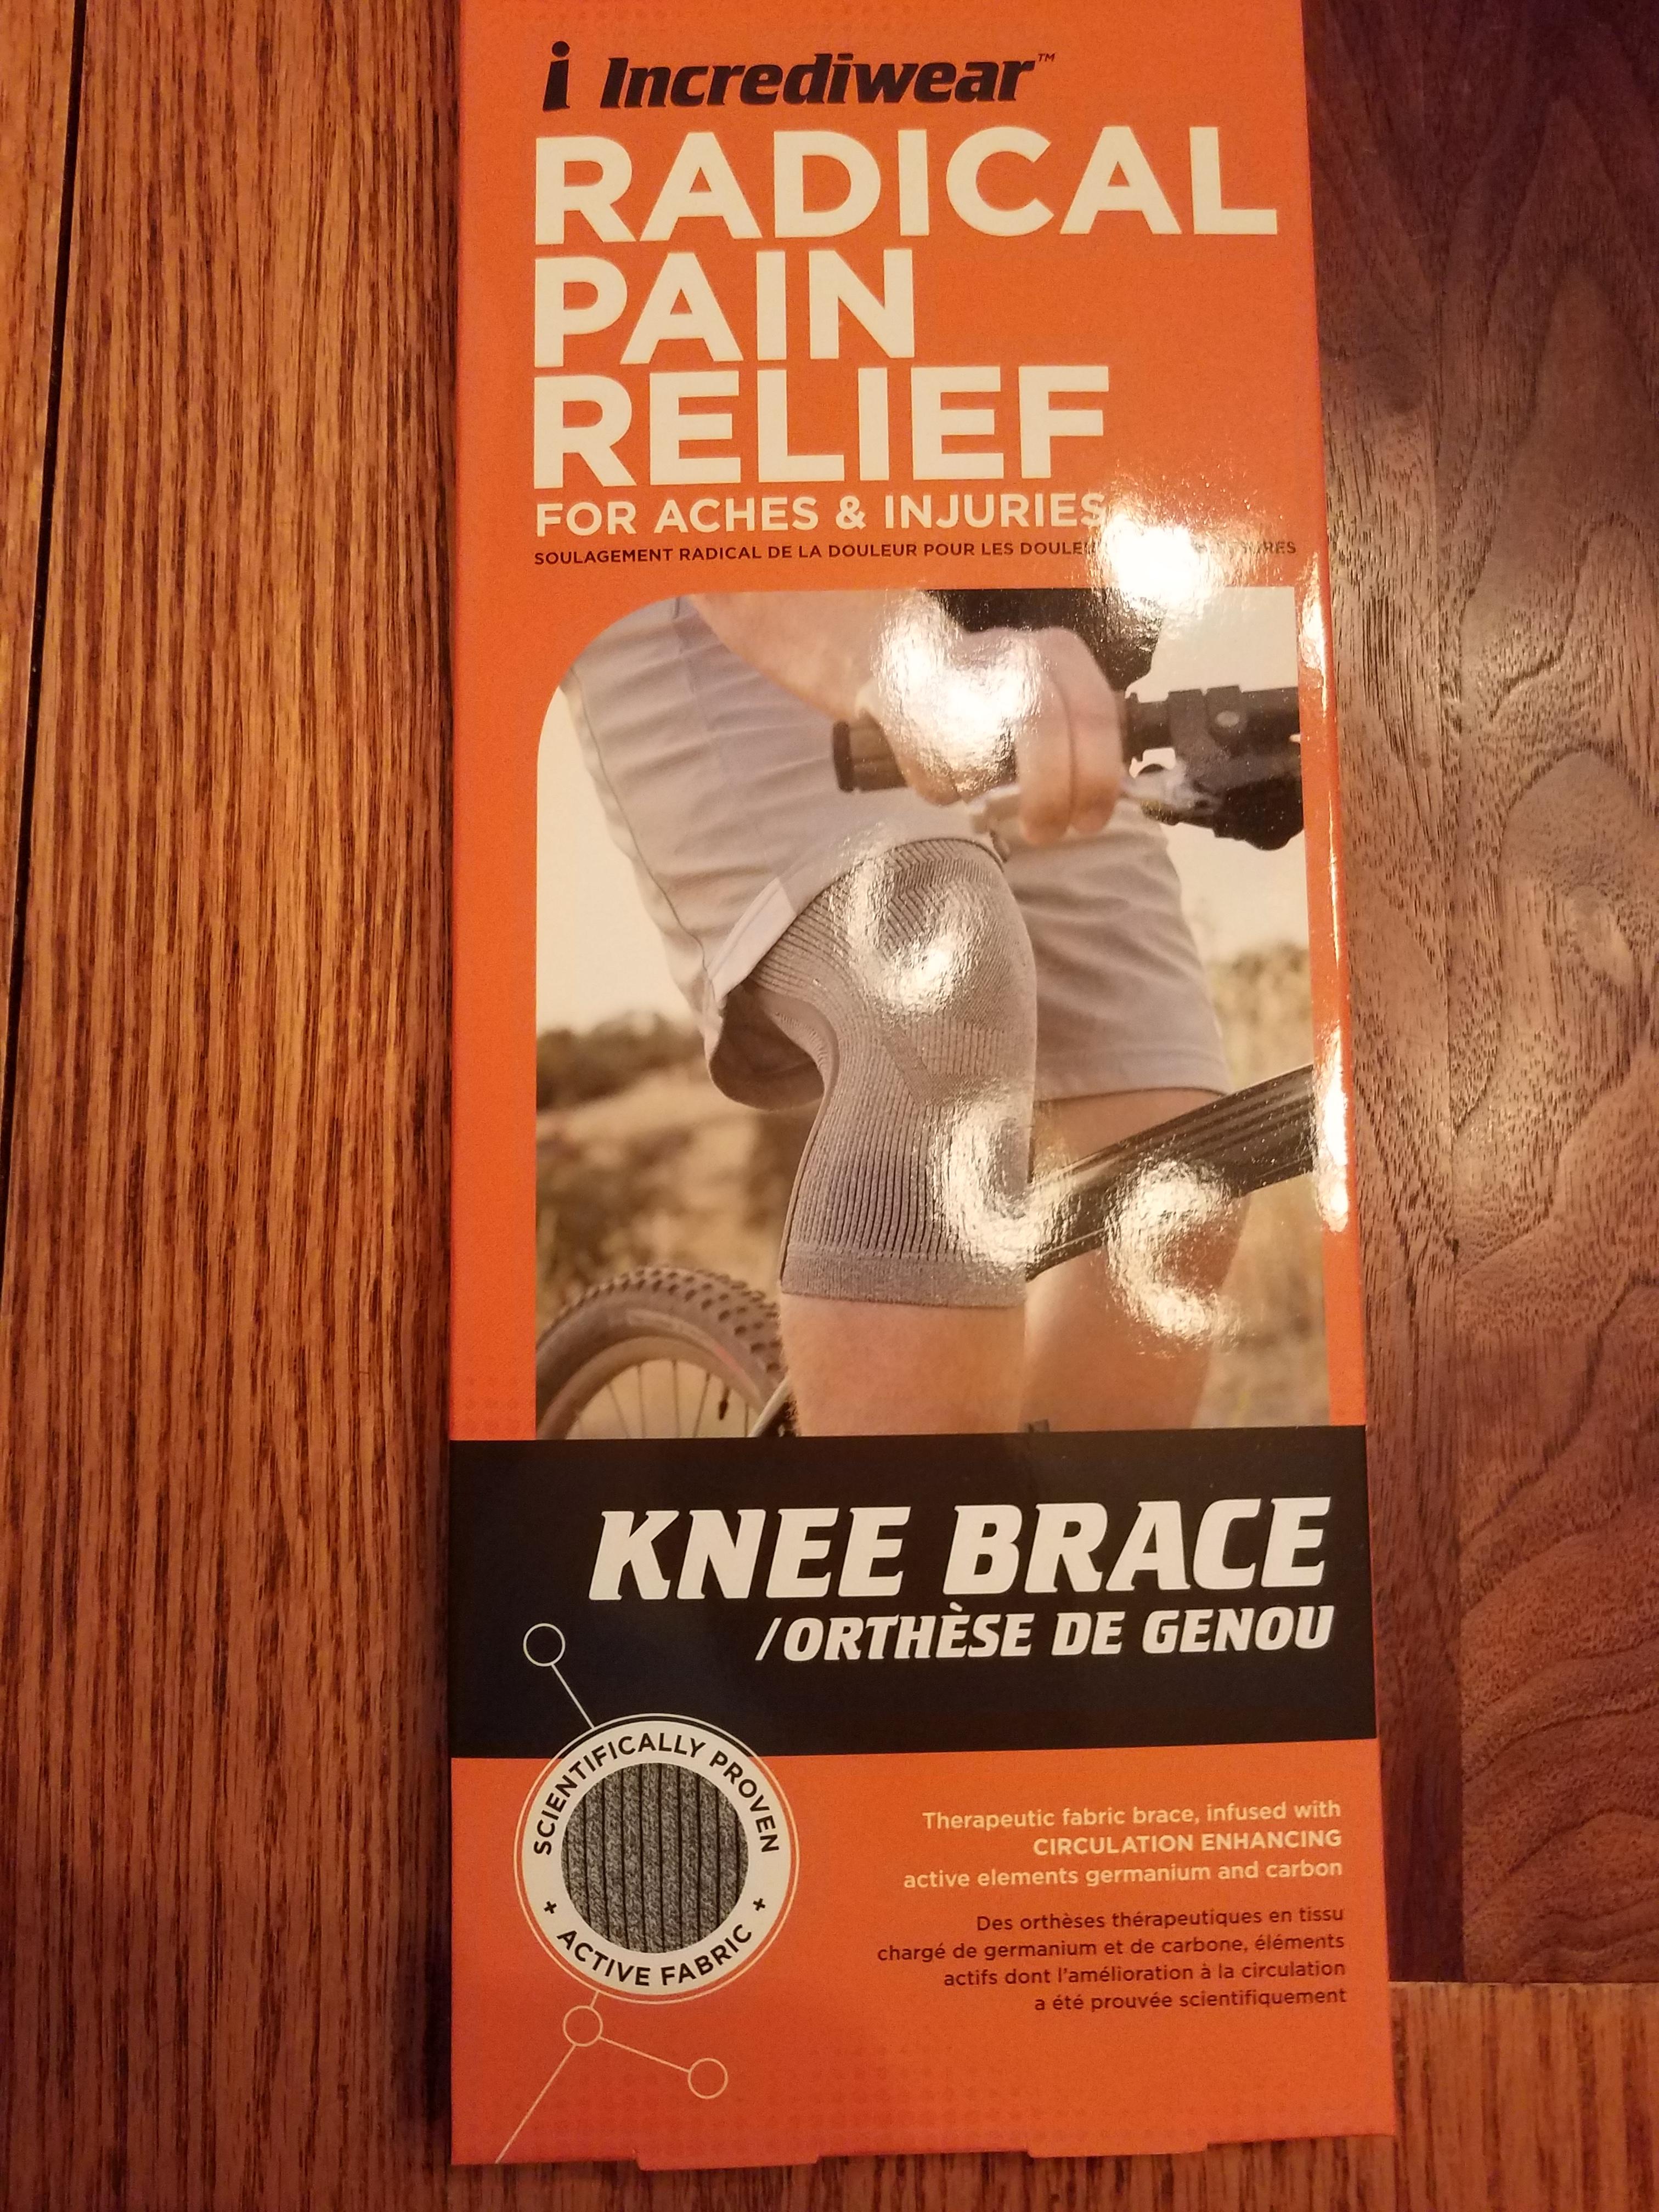 i Incrediwear™
RADICAL
PAIN
RELIEF
FOR ACHES & INJURIES
SOULAGEMENT RADICAL DE LA DOULEUR POUR LES
KNEE BRACE
/ORTHÈSE DE GENOU
SCIENTIFICALLY PROVEN
+ ACTIVE FABRIC +
Therapeutic fabric brace, infused with
CIRCULATION ENHANCING
active elements germanium and carbon
Des orthèses thérapeutiques en tissu
chargé de germanium et de carbone, éléments
actifs dont l'amélioration à la circulation
a été prouvée scientifiquement